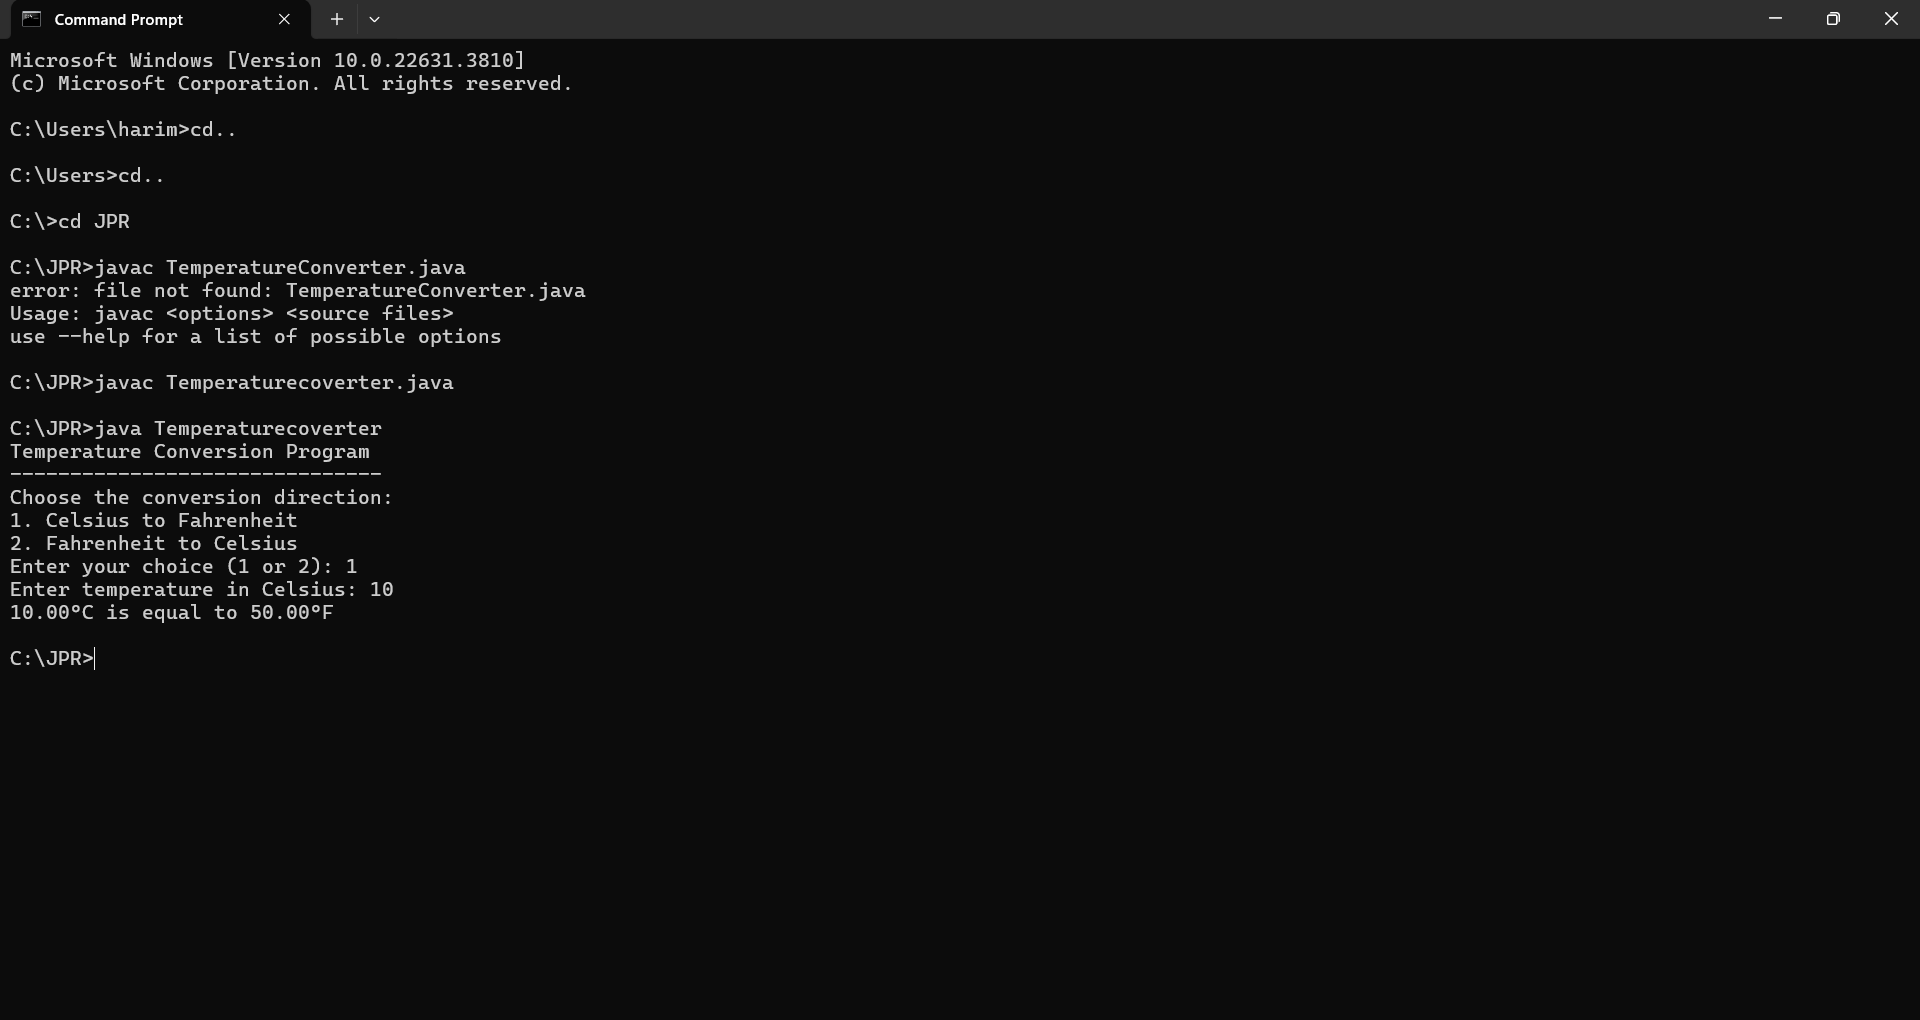 Command Prompt
Microsoft Windows [Version 10.0.22631.3810]
(c) Microsoft Corporation. All rights reserved.
C:\Users\harim>cd..
C:\Users>cd..
C:\>cd JPR
C:\JPR>javac TemperatureConverter.java
error: file not found: TemperatureConverter.java
Usage: javac <options> <source files>
use --help for a list of possible options
C:\JPR>javac Temperaturecoverter.java
C:\JPR>java Temperaturecoverter
Temperature Conversion Program
-------------------------------
Choose the conversion direction:
1. Celsius to Fahrenheit
2. Fahrenheit to Celsius
Enter your choice (1 or 2): 1
Enter temperature in Celsius: 10
10.00°C is equal to 50.00°F
C:\JPR>